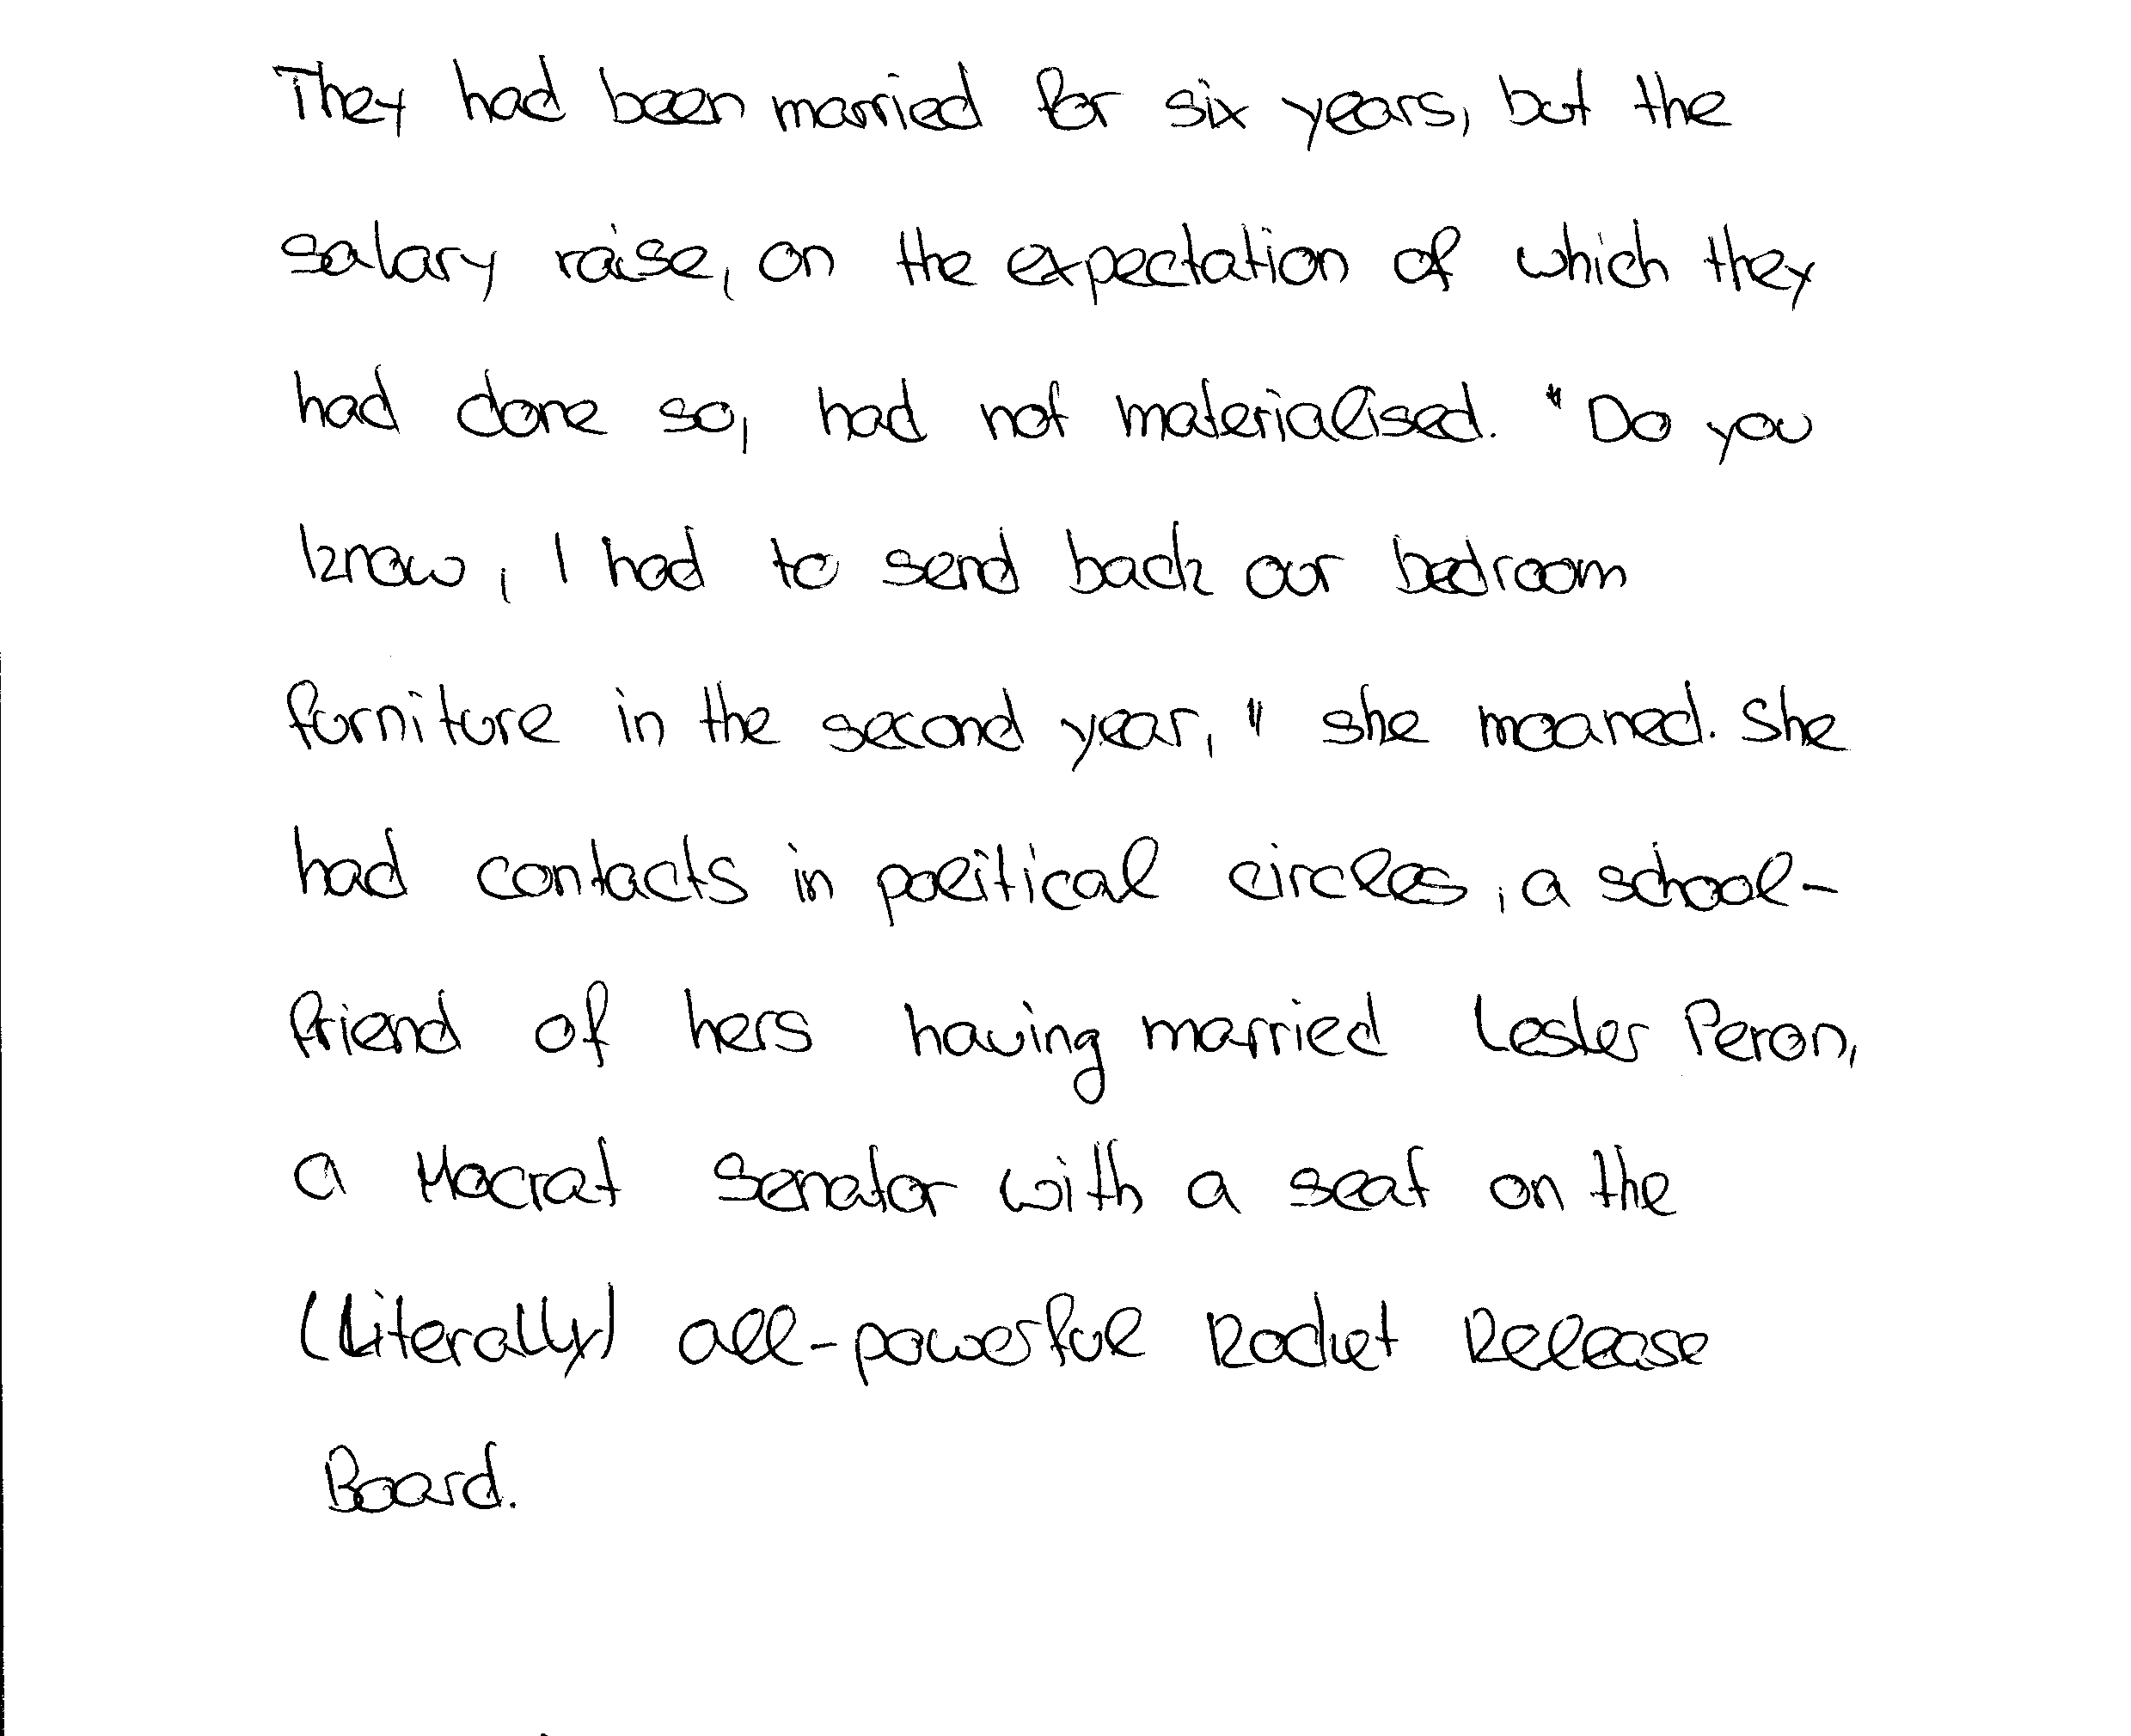 They had been married for six years, but the
salary raise, on the expectation of which they
had done so, had not materialised. "Do you
know, I had to send back our bedroom
furniture in the second year," she moaned. She
had contacts in political circles, a school-
friend of hers having married Lester Peron,
a Mocrat Senator with a seat on the
(literally) all-powerful Rocket Release
Board.